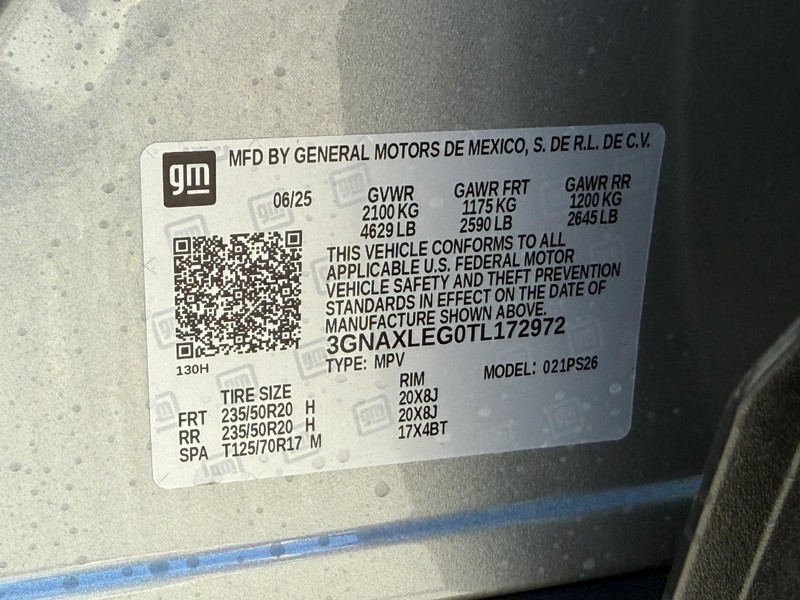 gm
MFD BY GENERAL MOTORS DE MEXICO, S. DE R.L. DE C.V.
06/25
GVWR GAWR FRT GAWR RR
2100 KG 1175 KG 1200 KG
4629 LB 2590 LB 2645 LB
THIS VEHICLE CONFORMS TO ALL
APPLICABLE U.S. FEDERAL MOTOR
VEHICLE SAFETY AND THEFT PREVENTION
STANDARDS IN EFFECT ON THE DATE OF
MANUFACTURE SHOWN ABOVE.
3GNAXLEG0TL172972
130H
TYPE: MPV MODEL: 021PS26
TIRE SIZE RIM
FRT 235/50R20 H 20X8J
RR 235/50R20 H 20X8J
SPA T125/70R17 M 17X4BT